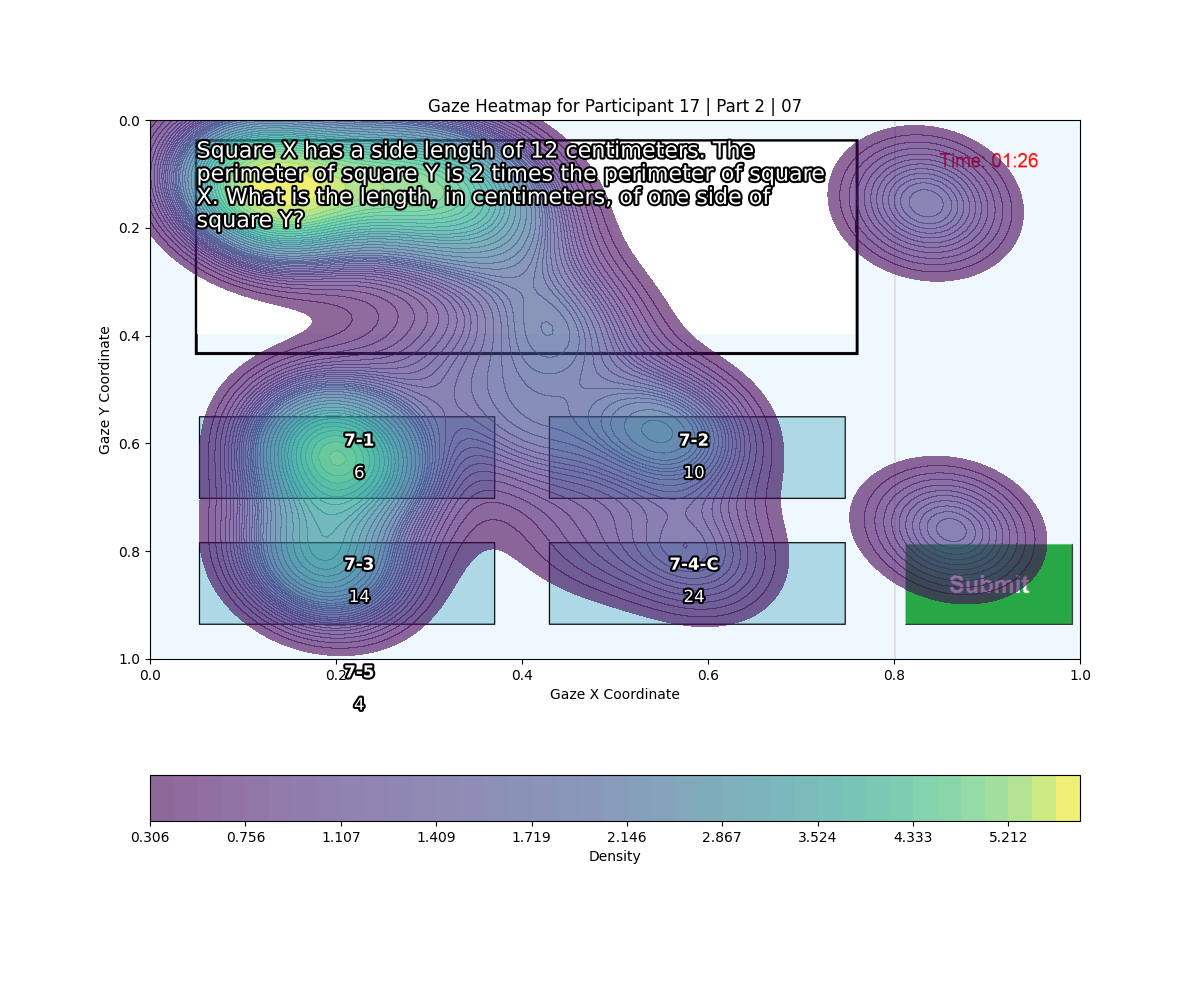 Gaze Heatmap for Participant 17 | Part 2 | 07
0.0
0.2
0.4
0.6
0.8
1.0
Gaze Y Coordinate
Square X has a side length of 12 centimeters. The
perimeter of square Y is 2 times the perimeter of square
X. What is the length, in centimeters, of one side of
square Y?
Time: 01:26
7-1
6
7-2
10
7-3
14
7-4-C
24
Submit
0.0 0.2 0.4 0.6 0.8 1.0
Gaze X Coordinate
7-5
4
0.306 0.756 1.107 1.409 1.719 2.146 2.867 3.524 4.333 5.212
Density